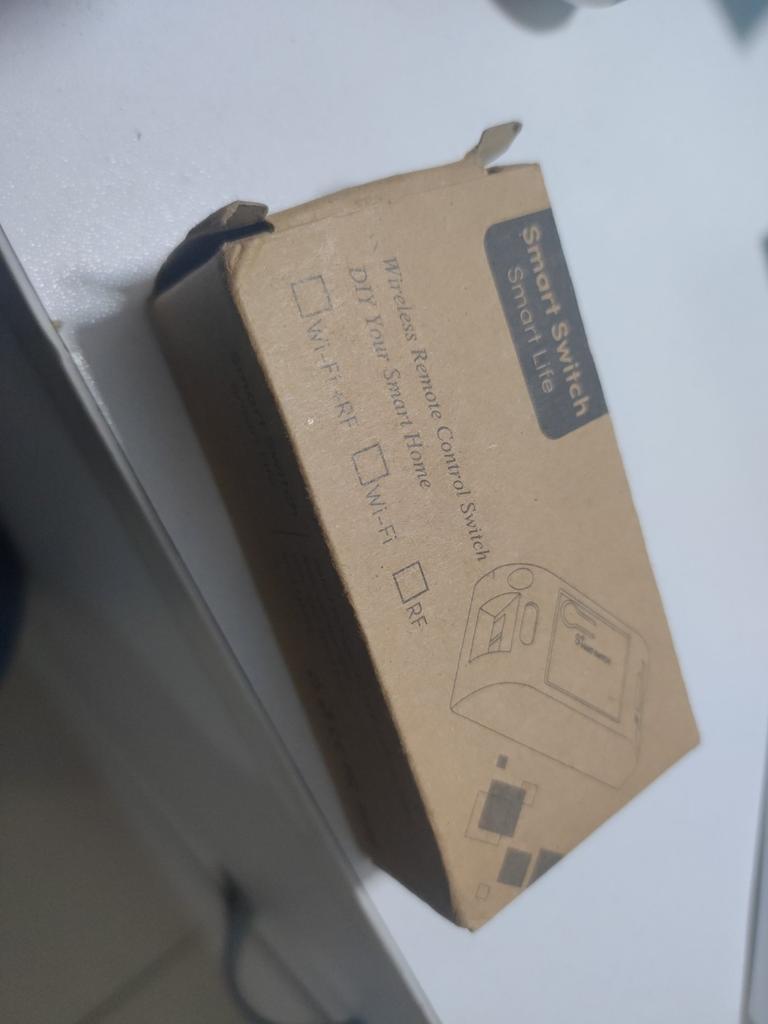 Smart Switch
Smart Life
Wireless Remote Control Switch
DIY Your Smart Home
Wi-Fi+RF
Wi-Fi
RF